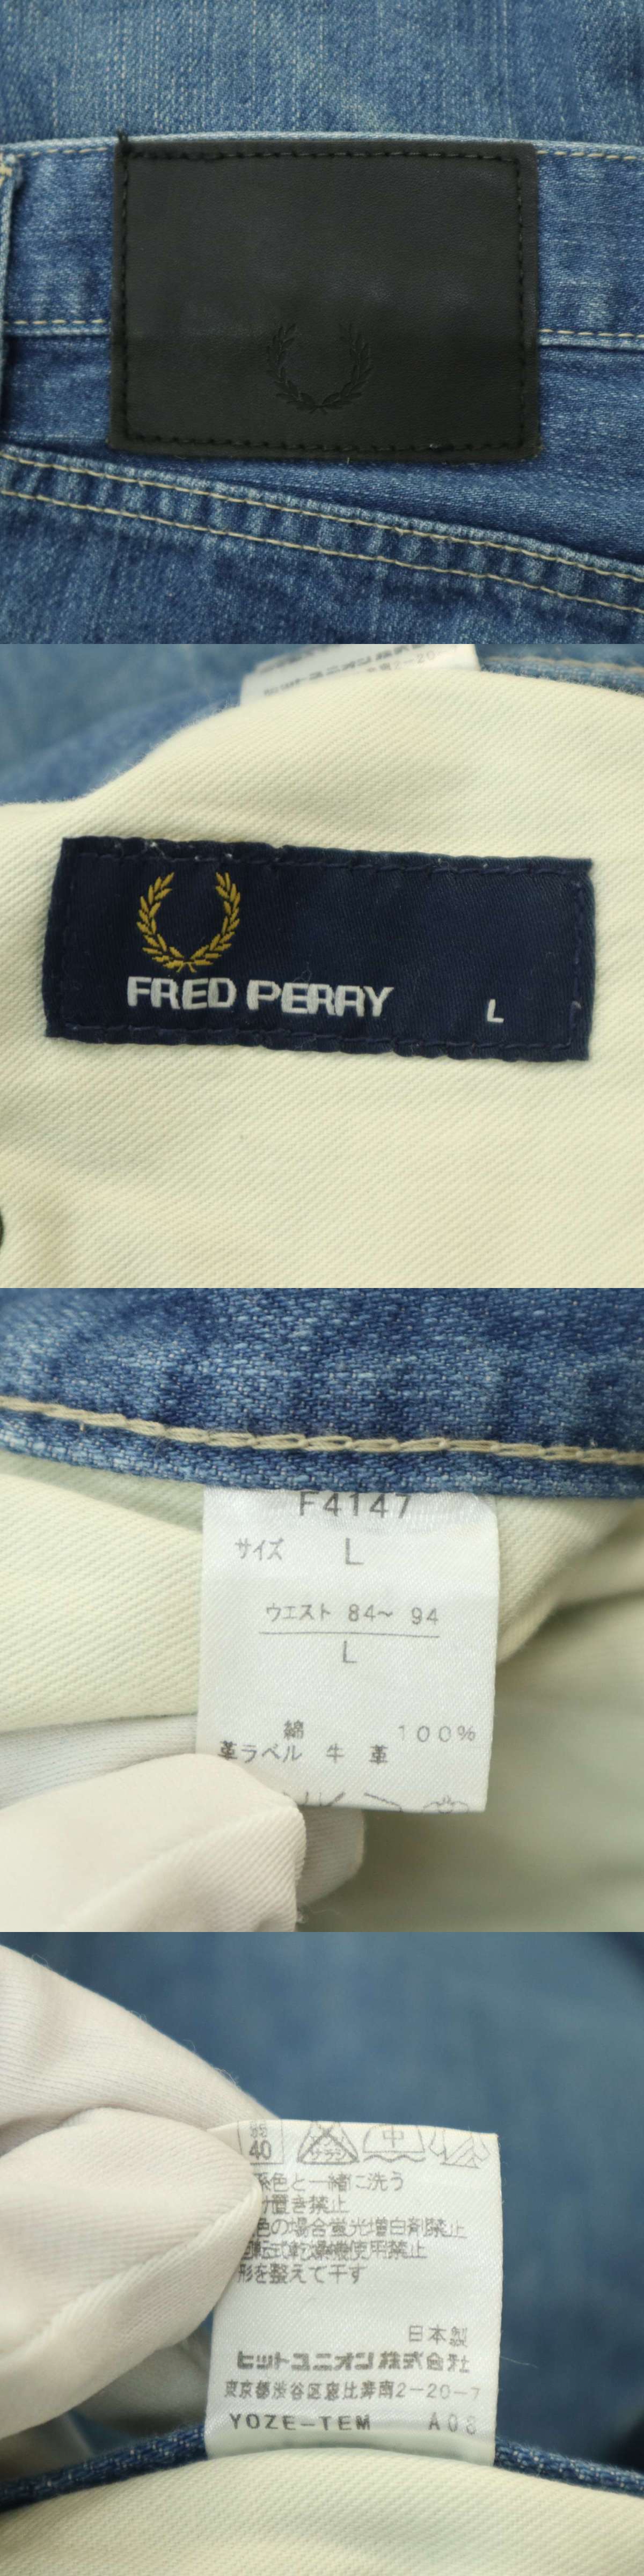 2-20-
FRED PERRY
L
F4147
サイズ L
ウエスト 84〜 94
L
綿 100%
革ラベル 牛 革
40
中
系色と一緒に洗う
け置き禁止
色の場合蛍光増白剤禁止
転式乾燥機使用禁止
形を整えて干す
日本製
ヒットユニオン株式会社
東京都渋谷区恵比寿南2-20-7
YOZE-TEM A08